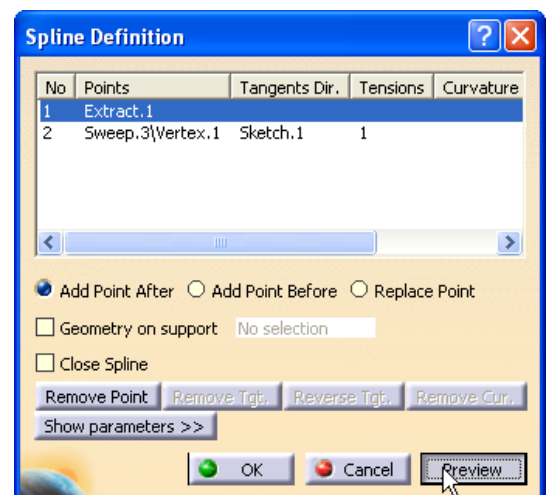 Spline Definition
No Points Tangents Dir. Tensions Curvature
1 Extract.1
2 Sweep.3\Vertex.1 Sketch.1 1
Add Point After Add Point Before Replace Point
Geometry on support No selection
Close Spline
Remove Point Remove Tgt. Reverse Tgt. Remove Cur.
Show parameters >>
OK Cancel Preview